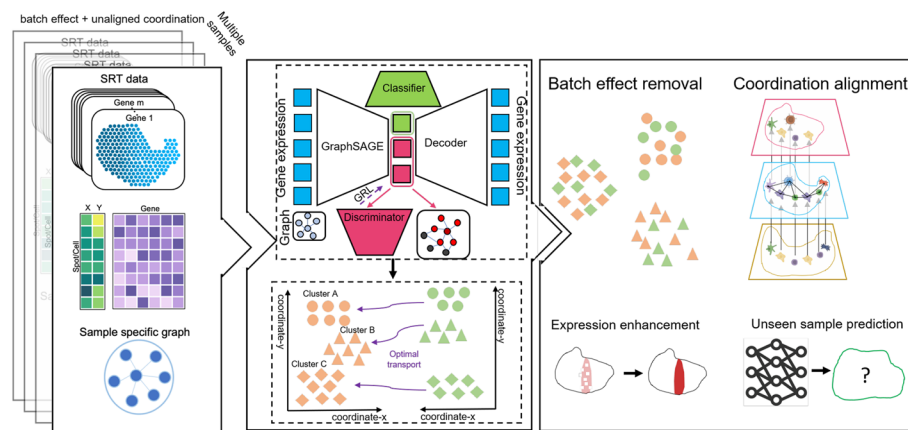 batch effect + unaligned coordination
Multiple
samples
SRT data
SRT data
SRT data
SRT data
Gene m
Gene 1
X Y
Gene
Spot/Cell
Sample specific graph
Gene expression
GraphSAGE
Classifier
Decoder
Gene expression
GRL
Discriminator
Graph
coordinate-y
Cluster A
Cluster B
Cluster C
Optimal
transport
coordinate-y
coordinate-x
coordinate-x
Batch effect removal
Coordination alignment
Expression enhancement
Unseen sample prediction
?